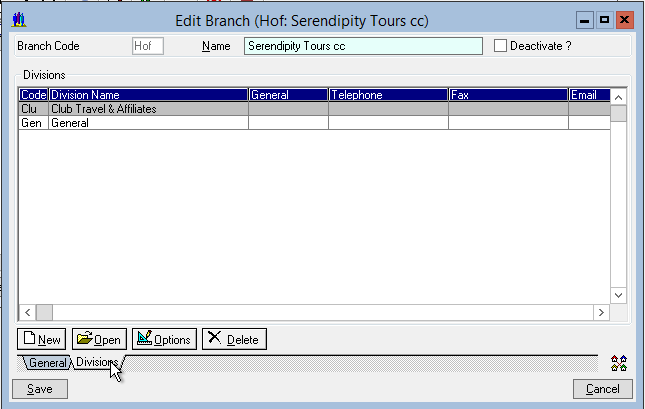 Edit Branch (Hof: Serendipity Tours cc)
Branch Code Hof Name Serendipity Tours cc Deactivate ?
Divisions
Code Division Name General Telephone Fax Email
Clu Club Travel & Affiliates
Gen General
New Open Options Delete
General Divisions
Save Cancel